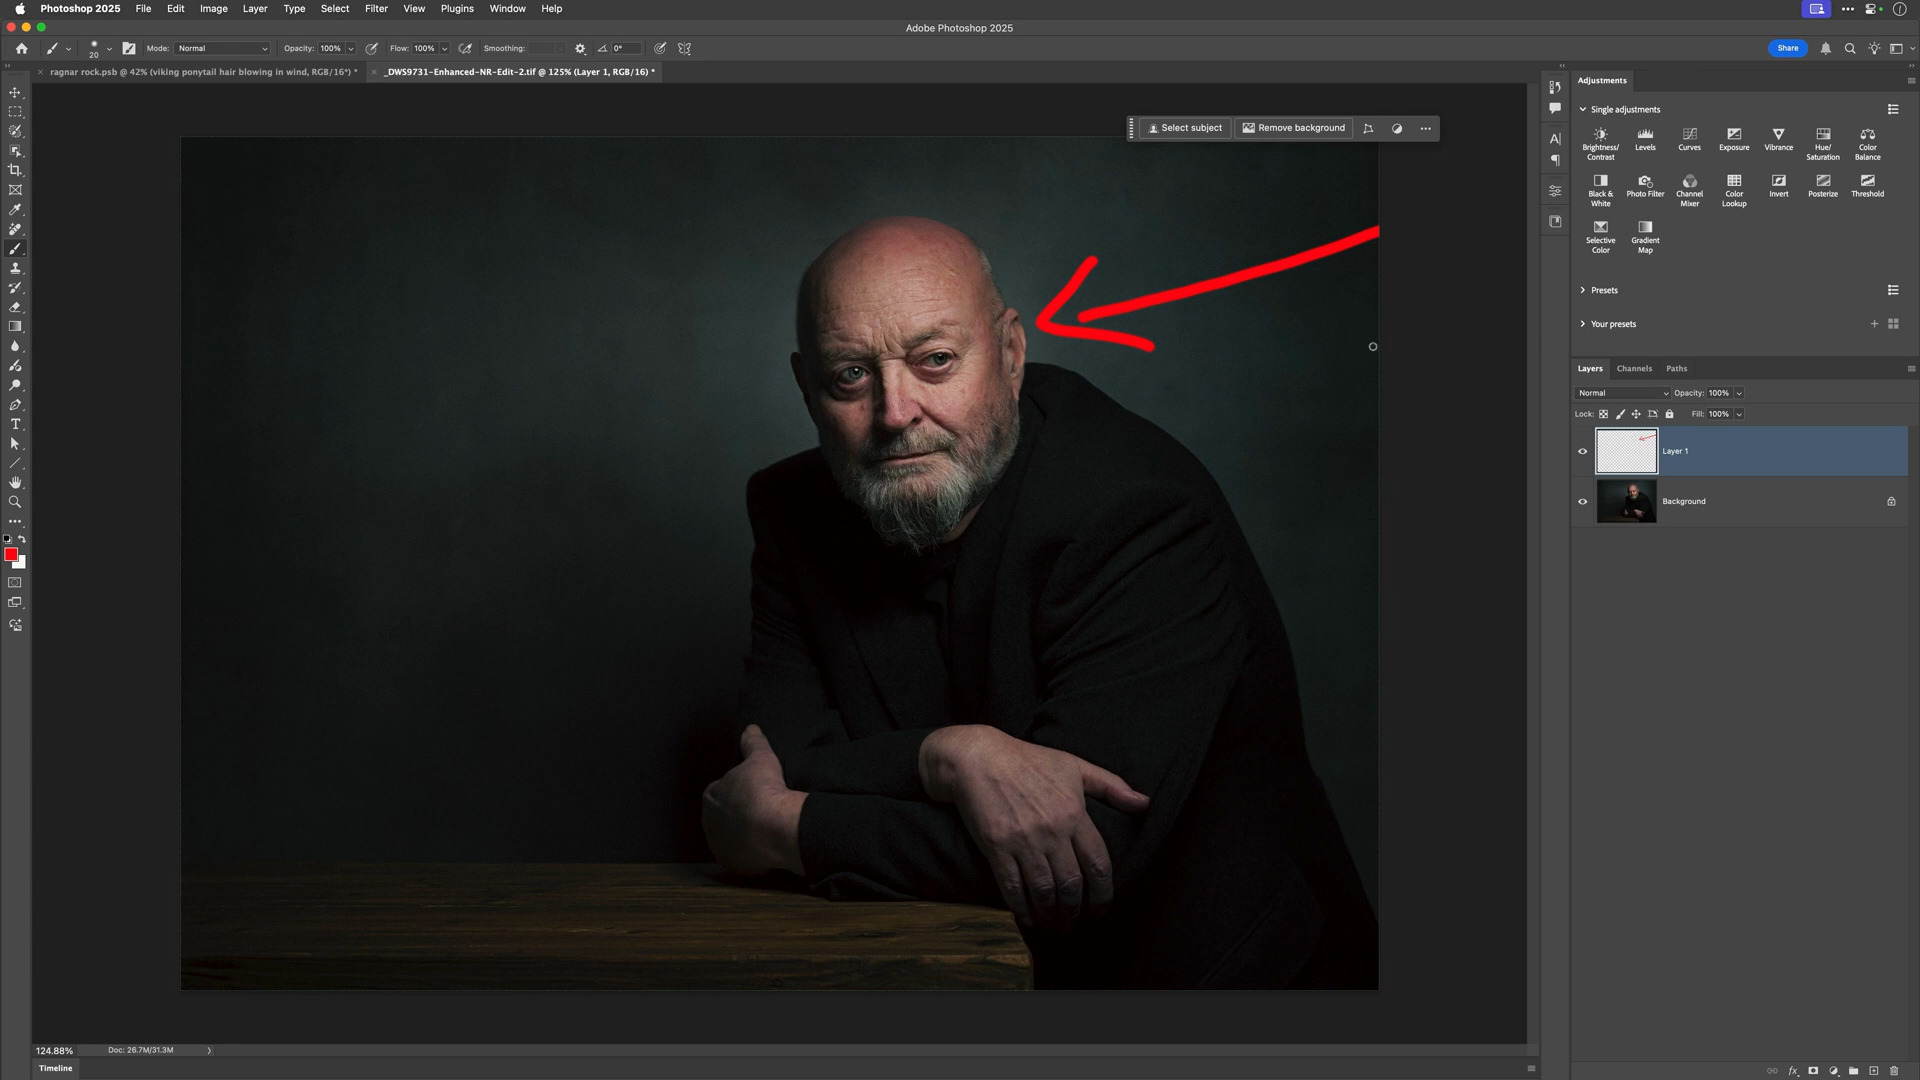 Photoshop 2025 File Edit Image Layer Type Select Filter View Plugins Window Help
Adobe Photoshop 2025
20 Mode: Normal Opacity: 100% Flow: 100% Smoothing: 0° Share
ragnar rock.psb @ 42% (viking ponytail hair blowing in wind, RGB/16*) *
_DWS9731-Enhanced-NR-Edit-2.tif @ 125% (Layer 1, RGB/16) *
Select subject Remove background
Adjustments
Single adjustments
Brightness/
Contrast
Levels
Curves
Exposure
Vibrance
Hue/
Saturation
Color
Balance
Black &
White
Photo Filter
Channel
Mixer
Color
Lookup
Invert
Posterize
Threshold
Selective
Color
Gradient
Map
Presets
Your presets
Layers Channels Paths
Normal Opacity: 100%
Lock: Fill: 100%
Layer 1
Background
124.88% Doc: 26.7M/31.3M
Timeline